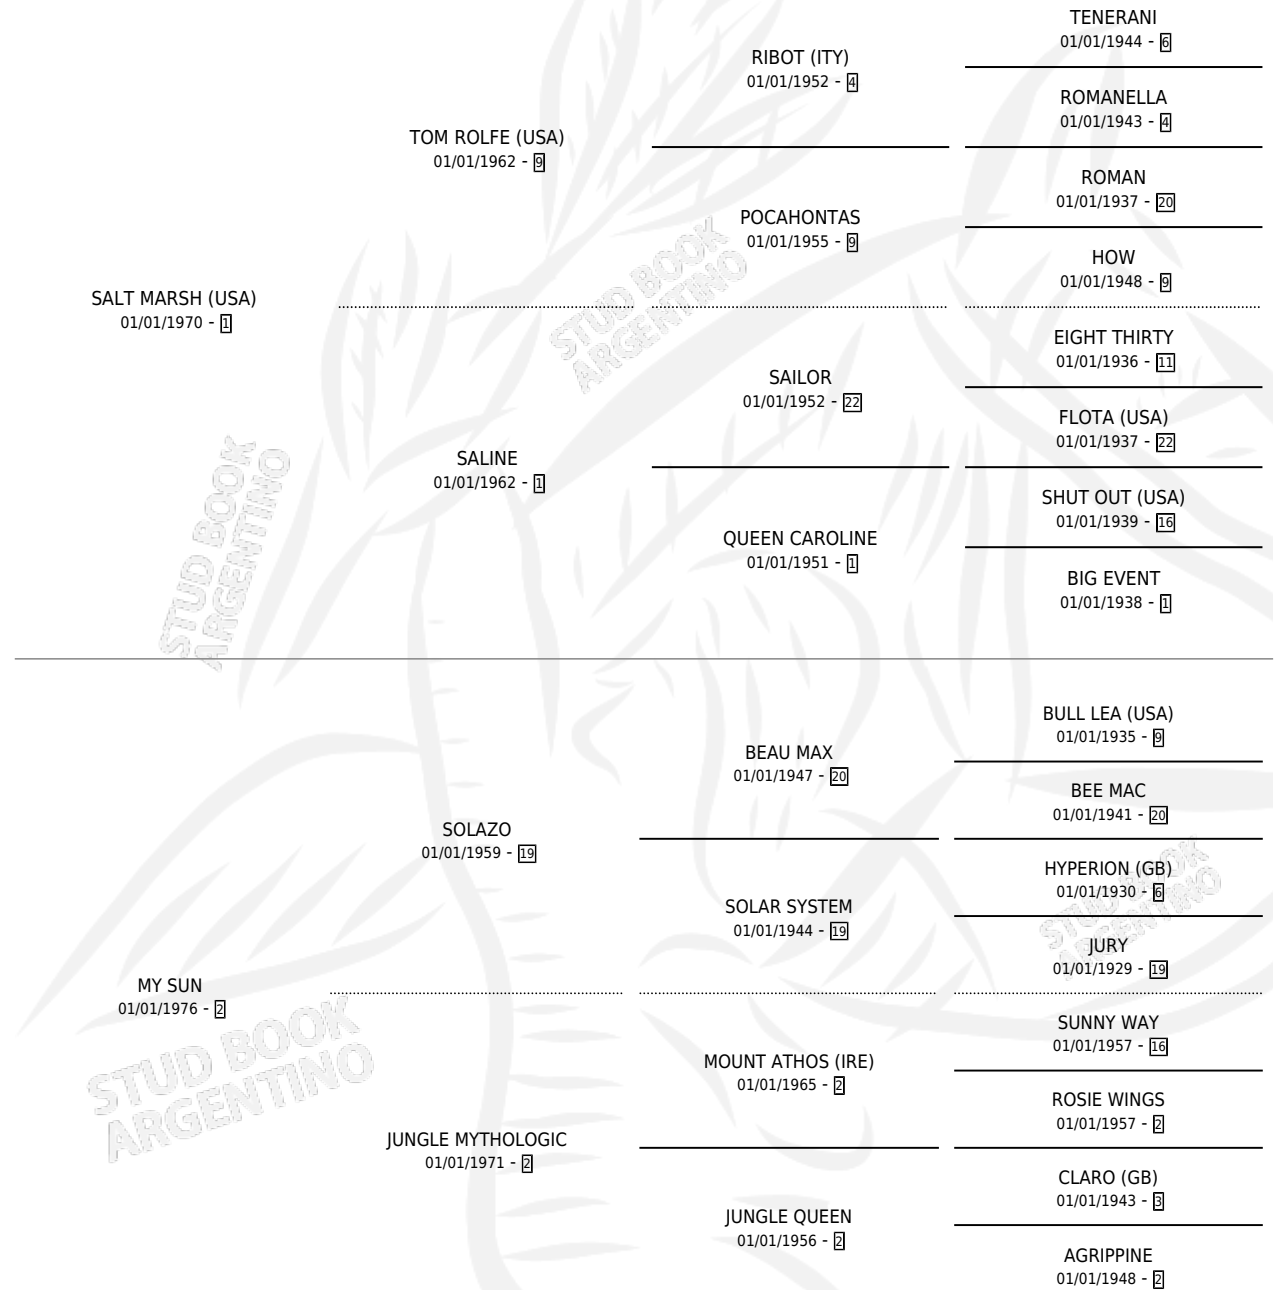 TENERANI
01/01/1944 - 6
RIBOT (ITY)
01/01/1952 - 4
ROMANELLA
01/01/1943 - 4
TOM ROLFE (USA)
01/01/1962 - 9
ROMAN
01/01/1937 - 20
POCAHONTAS
01/01/1955 - 9
HOW
01/01/1948 - 9
STUD BOOK
ARGENTINO
SALT MARSH (USA)
01/01/1970 - 1
EIGHT THIRTY
01/01/1936 - 11
SAILOR
01/01/1952 - 22
FLOTA (USA)
01/01/1937 - 22
SALINE
01/01/1962 - 1
SHUT OUT (USA)
01/01/1939 - 16
QUEEN CAROLINE
01/01/1951 - 1
BIG EVENT
01/01/1938 - 1
STUD BOOK
ARGENTINO
BULL LEA (USA)
01/01/1935 - 9
BEAU MAX
01/01/1947 - 20
BEE MAC
01/01/1941 - 20
SOLAZO
01/01/1959 - 19
HYPERION (GB)
01/01/1930 - 6
SOLAR SYSTEM
01/01/1944 - 19
JURY
01/01/1929 - 19
STUD BOOK
ARGENTINO
MY SUN
01/01/1976 - 2
SUNNY WAY
01/01/1957 - 16
MOUNT ATHOS (IRE)
01/01/1965 - 2
ROSIE WINGS
01/01/1957 - 2
STUD BOOK
ARGENTINO
JUNGLE MYTHOLOGIC
01/01/1971 - 2
CLARO (GB)
01/01/1943 - 3
JUNGLE QUEEN
01/01/1956 - 2
AGRIPPINE
01/01/1948 - 2